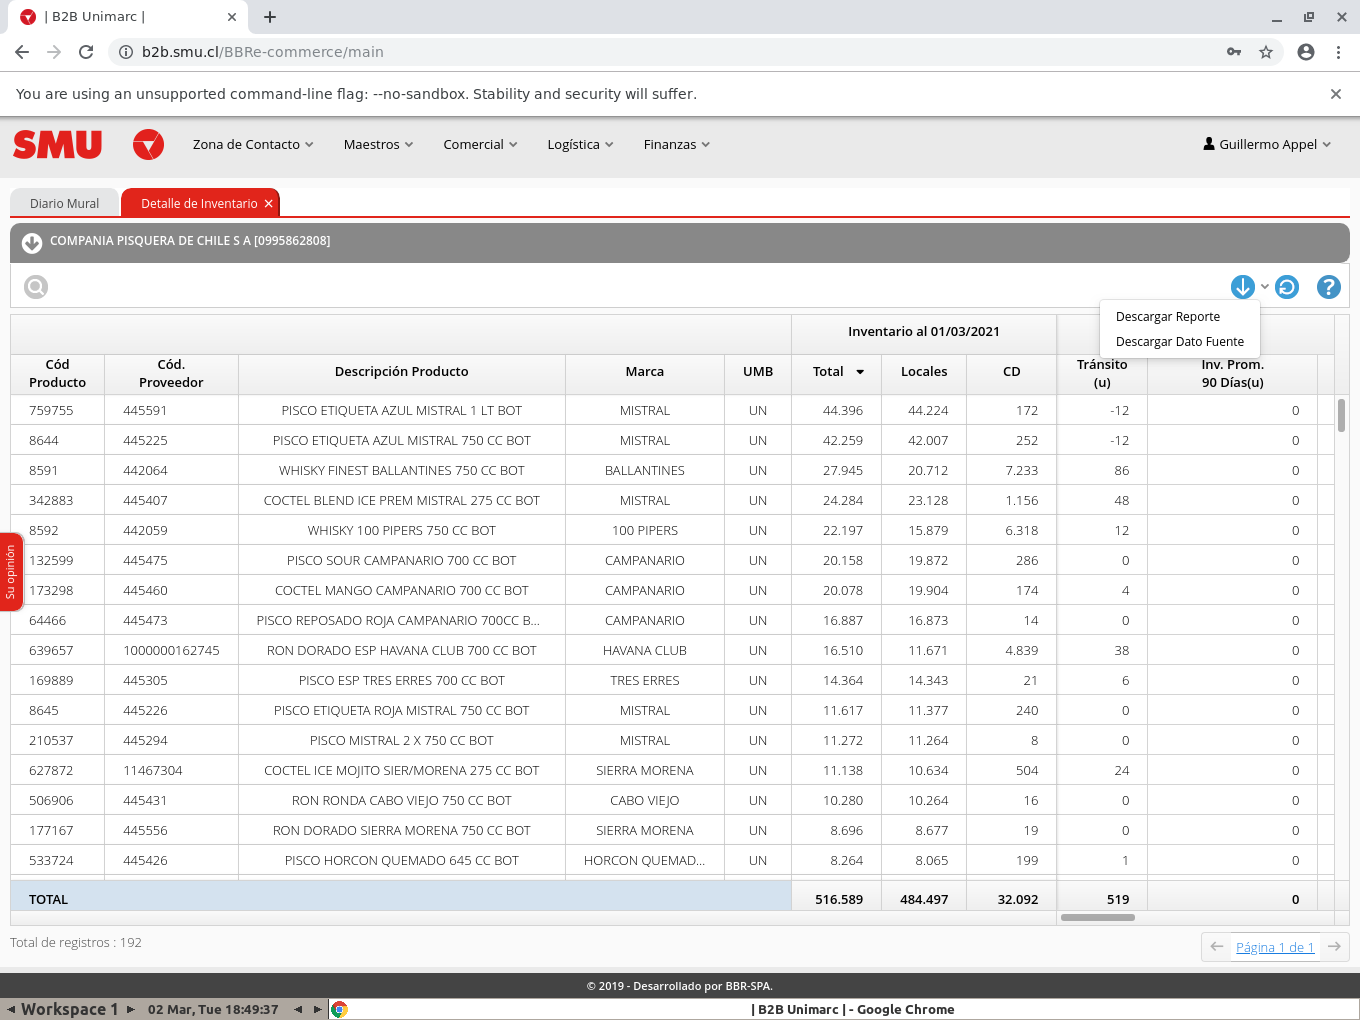 | B2B Unimarc |
b2b.smu.cl/BBRe-commerce/main
You are using an unsupported command-line flag: --no-sandbox. Stability and security will suffer.
SMU Zona de Contacto Maestros Comercial Logística Finanzas Guillermo Appel
Diario Mural Detalle de Inventario
COMPANIA PISQUERA DE CHILE S A [0995862808]
?
Descargar Reporte
Descargar Dato Fuente
Inventario al 01/03/2021
Cód Producto Cód. Proveedor Descripción Producto Marca UMB Total Locales CD Tránsito (u) Inv. Prom. 90 Días(u)
759755 445591 PISCO ETIQUETA AZUL MISTRAL 1 LT BOT MISTRAL UN 44.396 44.224 172 -12 0
8644 445225 PISCO ETIQUETA AZUL MISTRAL 750 CC BOT MISTRAL UN 42.259 42.007 252 -12 0
8591 442064 WHISKY FINEST BALLANTINES 750 CC BOT BALLANTINES UN 27.945 20.712 7.233 86 0
342883 445407 COCTEL BLEND ICE PREM MISTRAL 275 CC BOT MISTRAL UN 24.284 23.128 1.156 48 0
8592 442059 WHISKY 100 PIPERS 750 CC BOT 100 PIPERS UN 22.197 15.879 6.318 12 0
132599 445475 PISCO SOUR CAMPANARIO 700 CC BOT CAMPANARIO UN 20.158 19.872 286 0 0
173298 445460 COCTEL MANGO CAMPANARIO 700 CC BOT CAMPANARIO UN 20.078 19.904 174 4 0
64466 445473 PISCO REPOSADO ROJA CAMPANARIO 700CC B... CAMPANARIO UN 16.887 16.873 14 0 0
639657 1000000162745 RON DORADO ESP HAVANA CLUB 700 CC BOT HAVANA CLUB UN 16.510 11.671 4.839 38 0
169889 445305 PISCO ESP TRES ERRES 700 CC BOT TRES ERRES UN 14.364 14.343 21 6 0
8645 445226 PISCO ETIQUETA ROJA MISTRAL 750 CC BOT MISTRAL UN 11.617 11.377 240 0 0
210537 445294 PISCO MISTRAL 2 X 750 CC BOT MISTRAL UN 11.272 11.264 8 0 0
627872 11467304 COCTEL ICE MOJITO SIER/MORENA 275 CC BOT SIERRA MORENA UN 11.138 10.634 504 24 0
506906 445431 RON RONDA CABO VIEJO 750 CC BOT CABO VIEJO UN 10.280 10.264 16 0 0
177167 445556 RON DORADO SIERRA MORENA 750 CC BOT SIERRA MORENA UN 8.696 8.677 19 0 0
533724 445426 PISCO HORCON QUEMADO 645 CC BOT HORCON QUEMAD... UN 8.264 8.065 199 1 0
TOTAL 516.589 484.497 32.092 519 0
Su opinión
Total de registros : 192
Página 1 de 1
© 2019 - Desarrollado por BBR-SPA.
Workspace 1 02 Mar, Tue 18:49:37 | B2B Unimarc | - Google Chrome